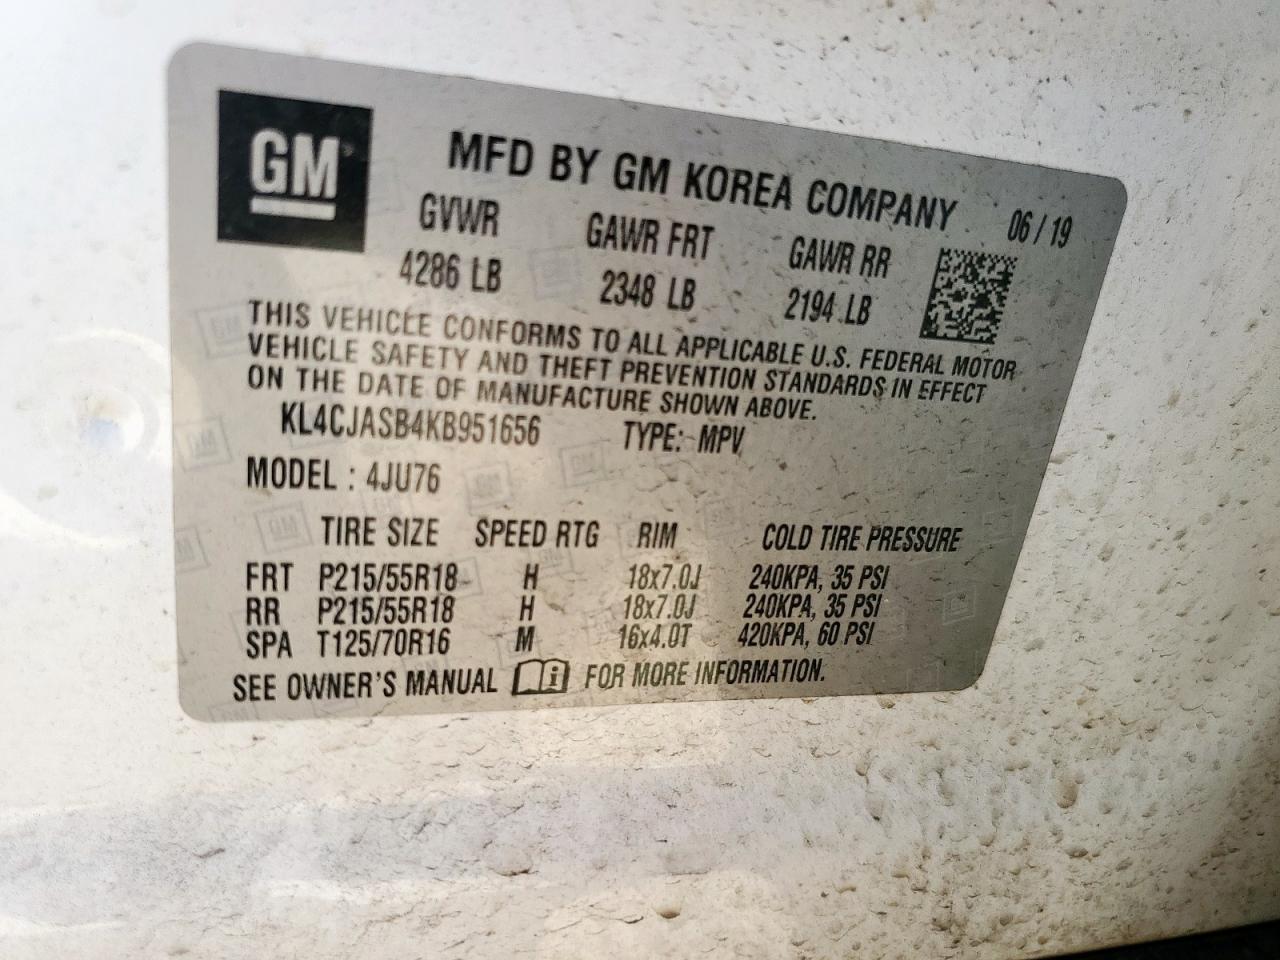 GM
MFD BY GM KOREA COMPANY 06 / 19
GVWR GAWR FRT GAWR RR
4286 LB 2348 LB 2194 LB
THIS VEHICLE CONFORMS TO ALL APPLICABLE U.S. FEDERAL MOTOR
VEHICLE SAFETY AND THEFT PREVENTION STANDARDS IN EFFECT
ON THE DATE OF MANUFACTURE SHOWN ABOVE.
KL4CJASB4KB951656 TYPE: MPV
MODEL : 4JU76
TIRE SIZE SPEED RTG RIM COLD TIRE PRESSURE
FRT P215/55R18 H 18x7.0J 240KPA, 35 PSI
RR P215/55R18 H 18x7.0J 240KPA, 35 PSI
SPA T125/70R16 M 16x4.0T 420KPA, 60 PSI
SEE OWNER'S MANUAL i FOR MORE INFORMATION.